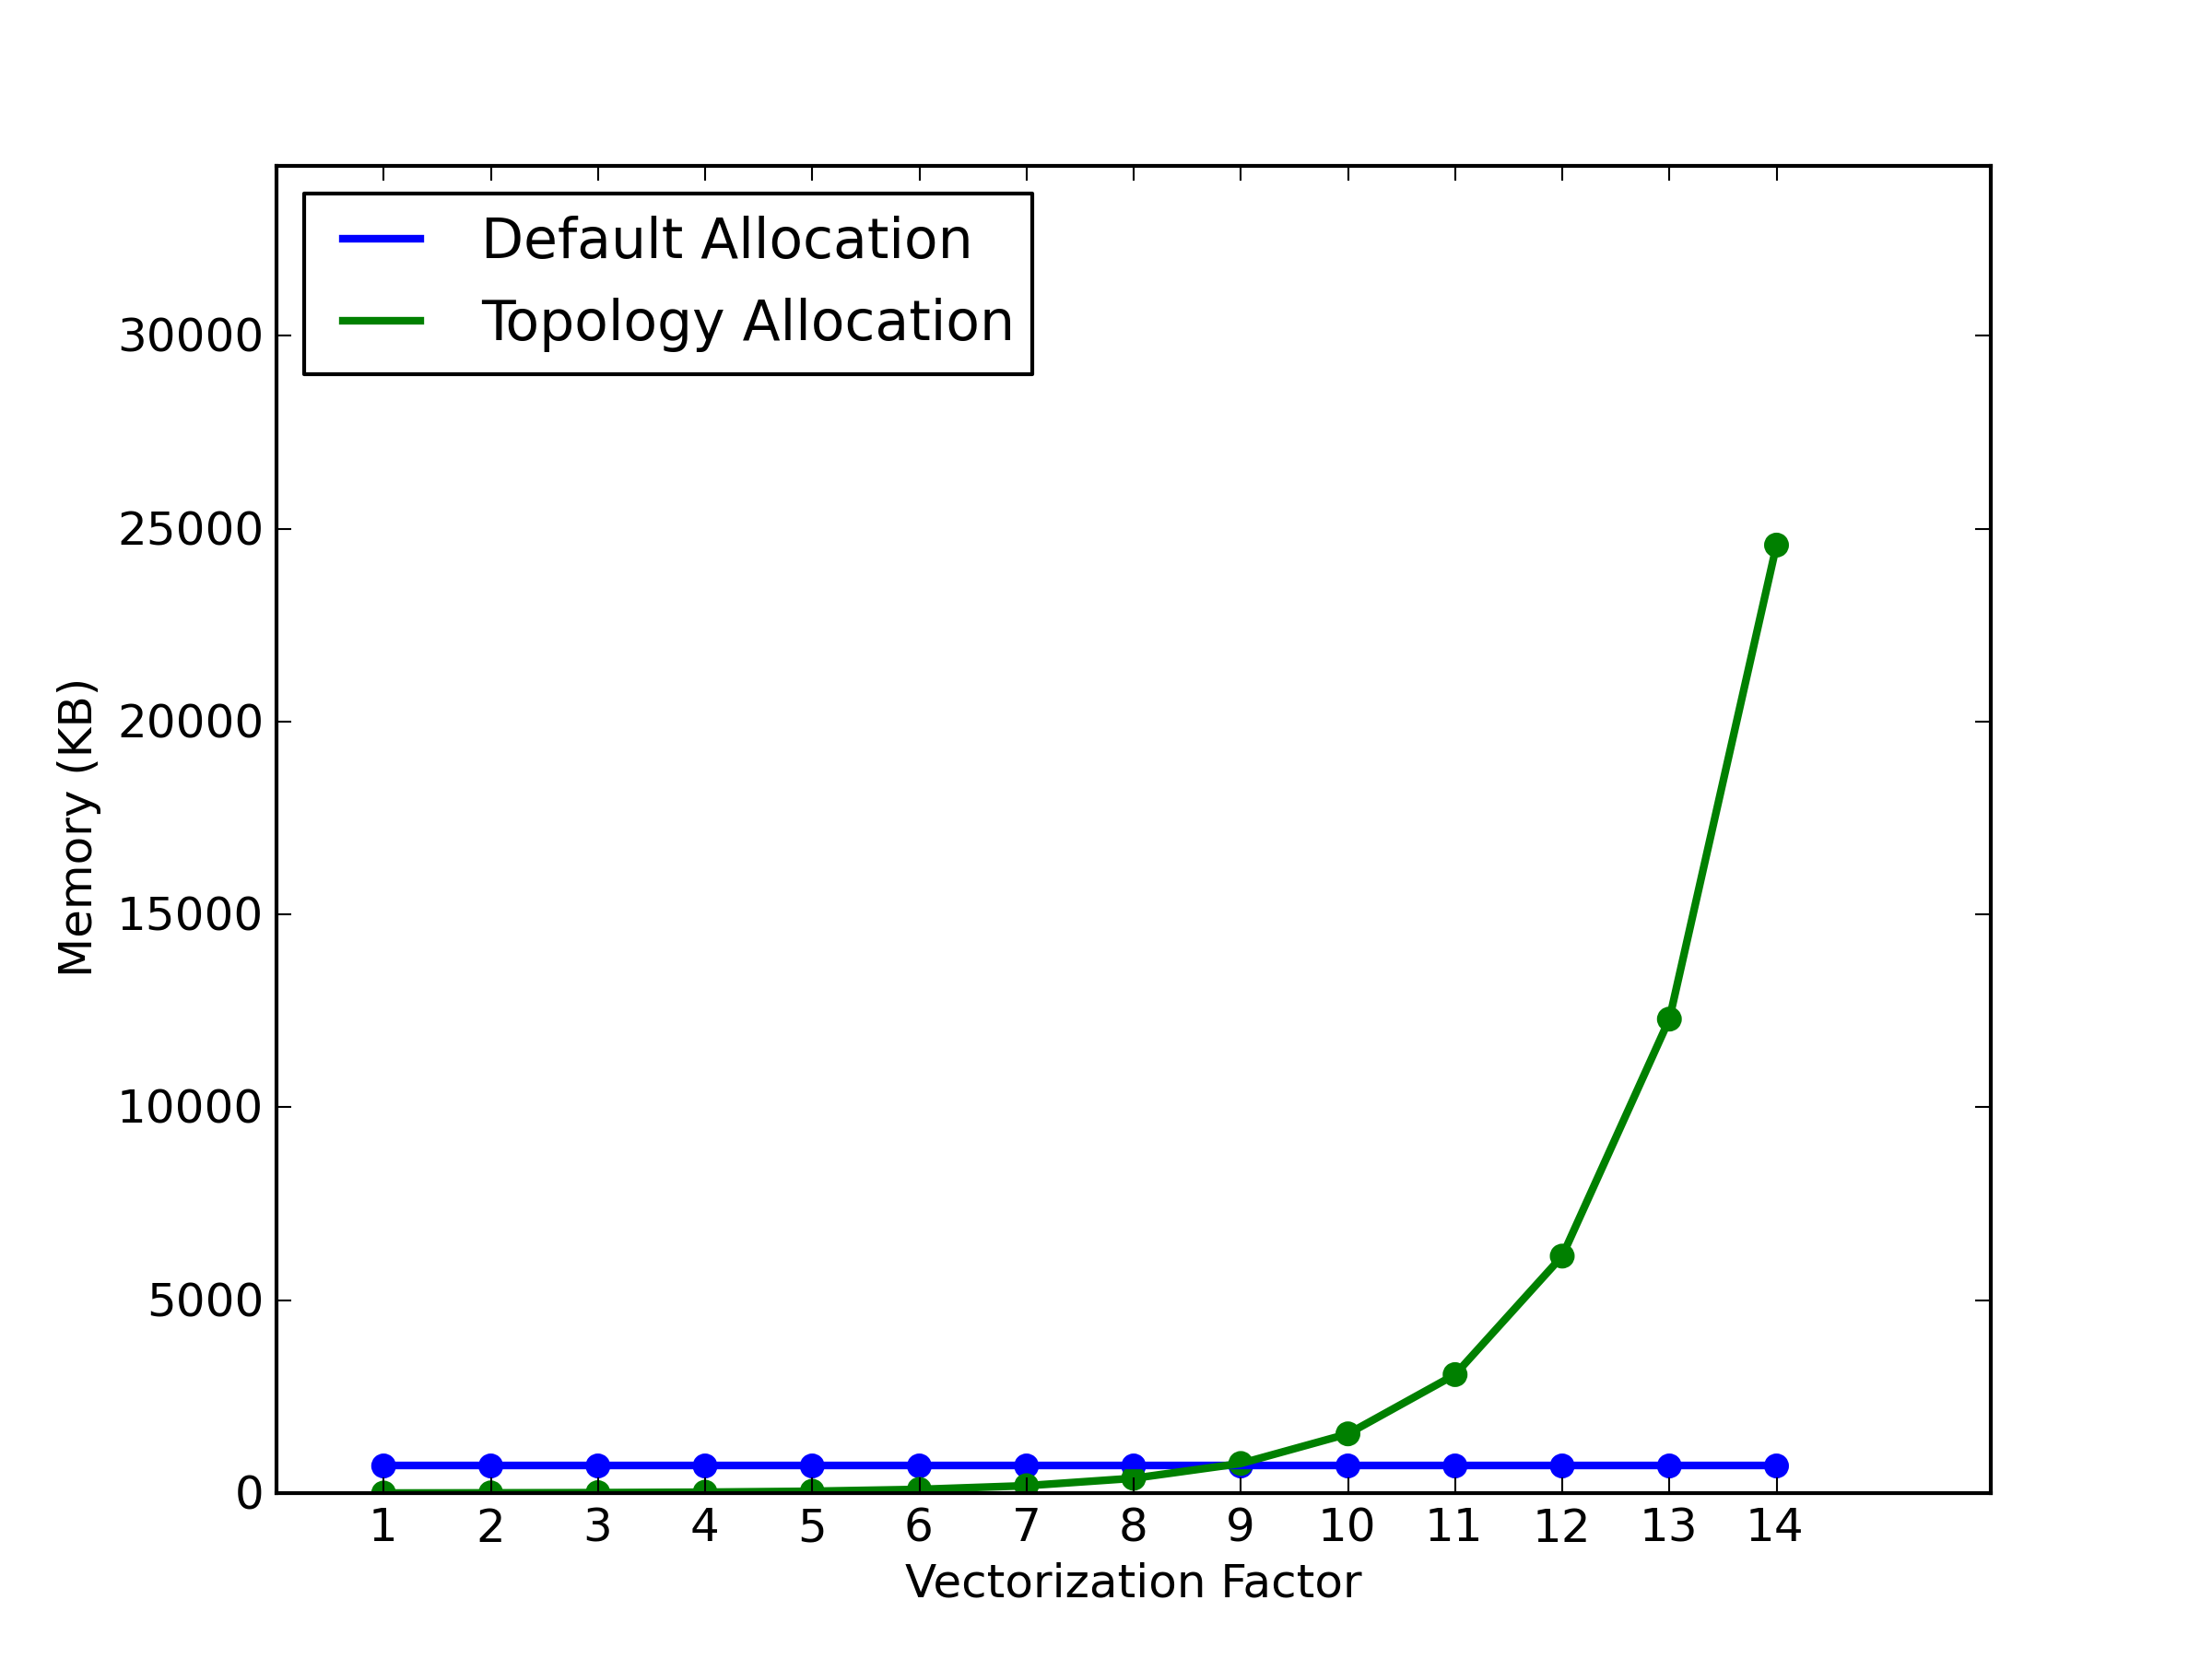 Default Allocation
Topology Allocation
30000
25000
20000
15000
10000
5000
0
Memory (KB)
1 2 3 4 5 6 7 8 9 10 11 12 13 14
Vectorization Factor